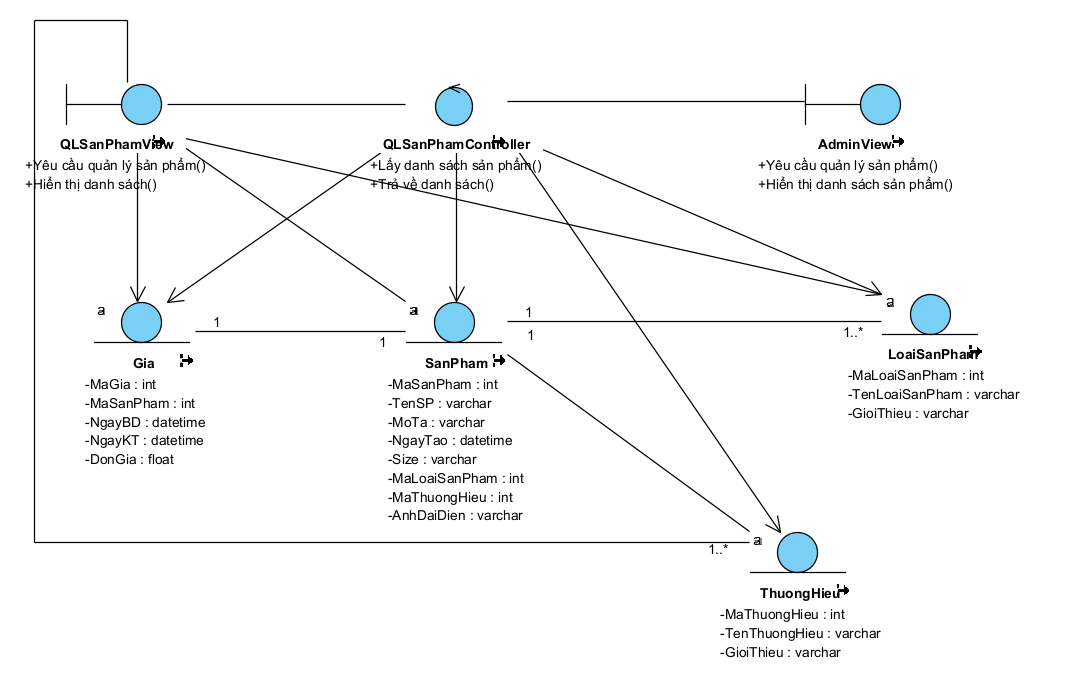 QLSanPhamView
+Yêu cầu quản lý sản phẩm()
+Hiển thị danh sách()
QLSanPhamController
+Lấy danh sách sản phẩm()
+Trả về danh sách()
AdminView
+Yêu cầu quản lý sản phẩm()
+Hiển thị danh sách sản phẩm()
a
1
1
Gia
-MaGia : int
-MaSanPham : int
-NgayBD : datetime
-NgayKT : datetime
-DonGia : float
a
1
1
SanPham
-MaSanPham : int
-TenSP : varchar
-MoTa : varchar
-NgayTao : datetime
-Size : varchar
-MaLoaiSanPham : int
-MaThuongHieu : int
-AnhDaiDien : varchar
a
1..*
LoaiSanPham
-MaLoaiSanPham : int
-TenLoaiSanPham : varchar
-GioiThieu : varchar
a
1..*
ThuongHieu
-MaThuongHieu : int
-TenThuongHieu : varchar
-GioiThieu : varchar